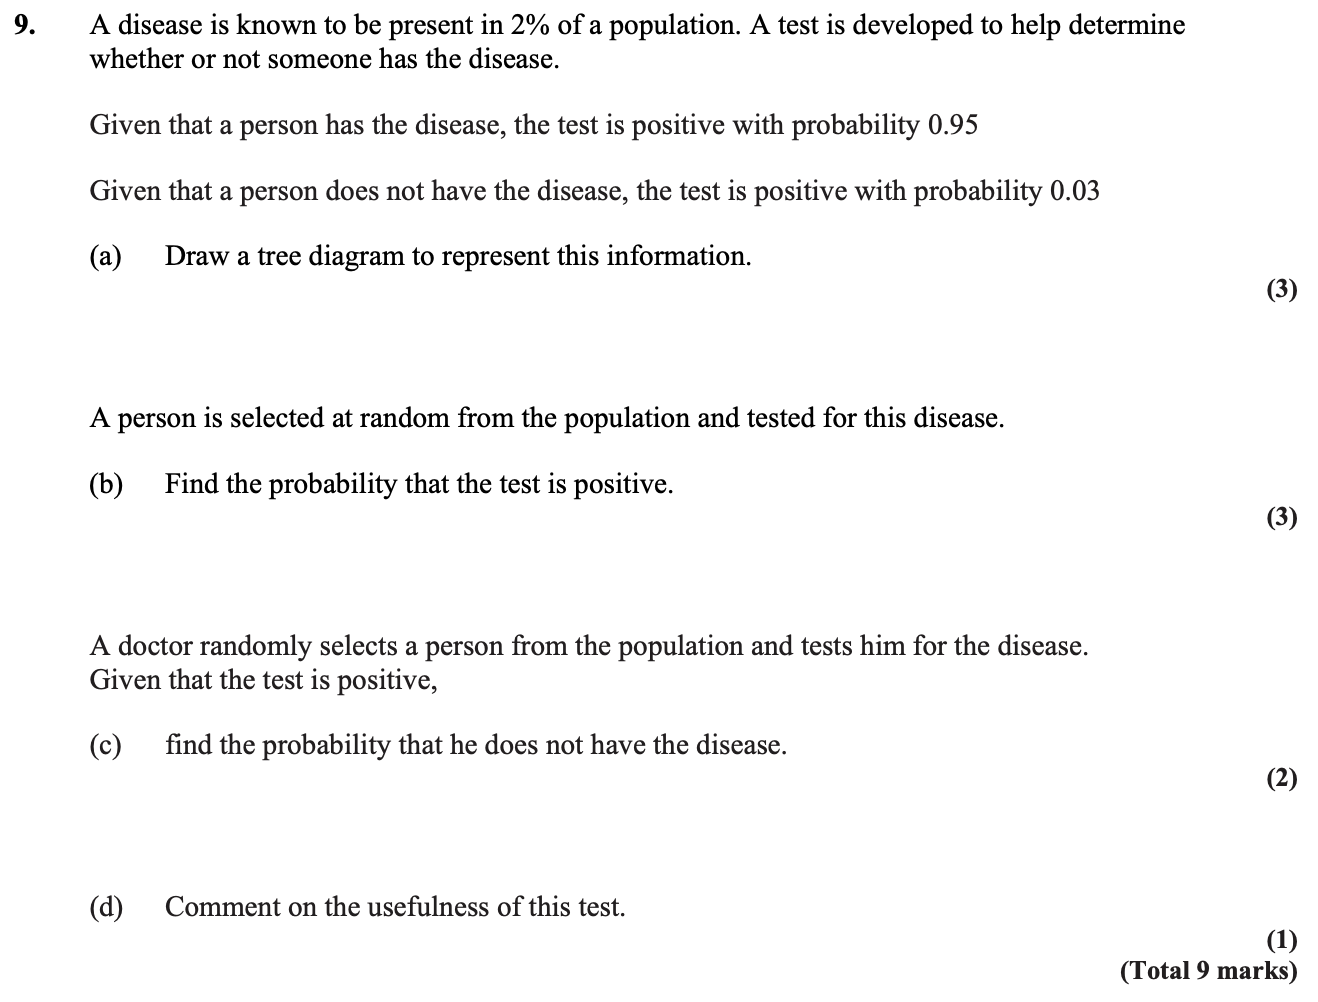 9. A disease is known to be present in 2% of a population. A test is developed to help determine
whether or not someone has the disease.
Given that a person has the disease, the test is positive with probability 0.95
Given that a person does not have the disease, the test is positive with probability 0.03
(a) Draw a tree diagram to represent this information.
(3)
A person is selected at random from the population and tested for this disease.
(b) Find the probability that the test is positive.
(3)
A doctor randomly selects a person from the population and tests him for the disease.
Given that the test is positive,
(c) find the probability that he does not have the disease.
(2)
(d) Comment on the usefulness of this test.
(1)
(Total 9 marks)